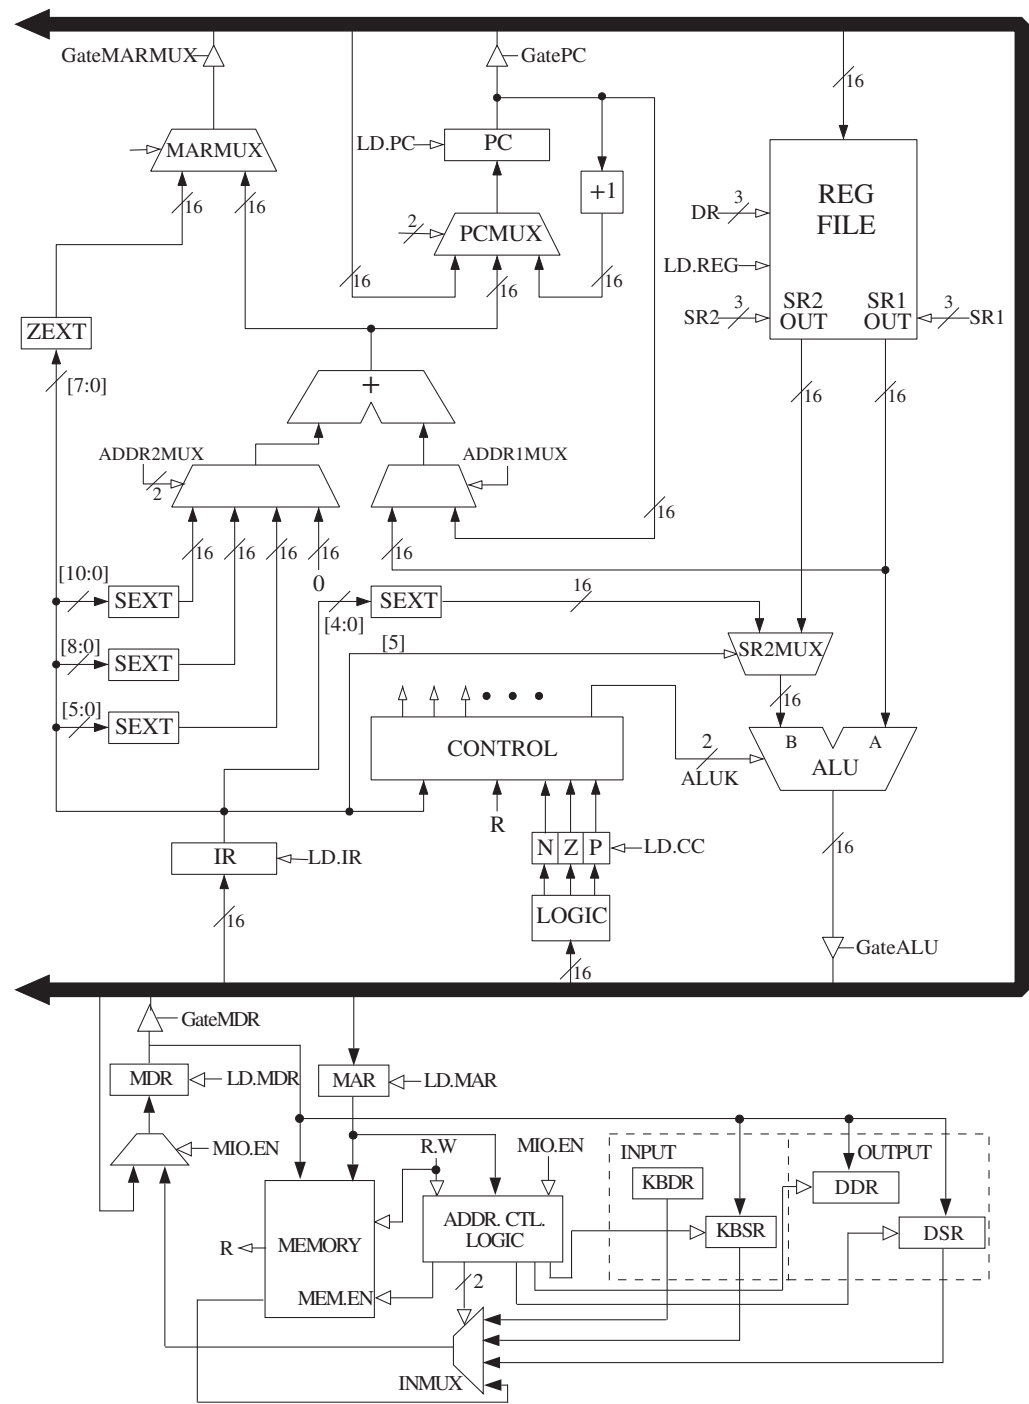 GateMARMUX
GatePC
16
MARMUX
LD.PC
PC
REG
FILE
+1
DR
3
16
16
2
PCMUX
LD.REG
16
16
16
ZEXT
SR2
3
SR2
OUT
SR1
OUT
3
SR1
[7:0]
+
16
16
ADDR2MUX
2
ADDR1MUX
16
16
16
16
16
16
0
[10:0]
SEXT
[4:0]
SEXT
16
[8:0]
SEXT
[5]
SR2MUX
16
[5:0]
SEXT
CONTROL
2
ALUK
B
A
ALU
R
IR
LD.IR
N Z P
LD.CC
16
16
LOGIC
16
GateALU
GateMDR
MDR
LD.MDR
MAR
LD.MAR
MIO.EN
R.W
MIO.EN
INPUT
OUTPUT
KBDR
DDR
R
MEMORY
ADDR. CTL.
LOGIC
KBSR
DSR
MEM.EN
2
INMUX